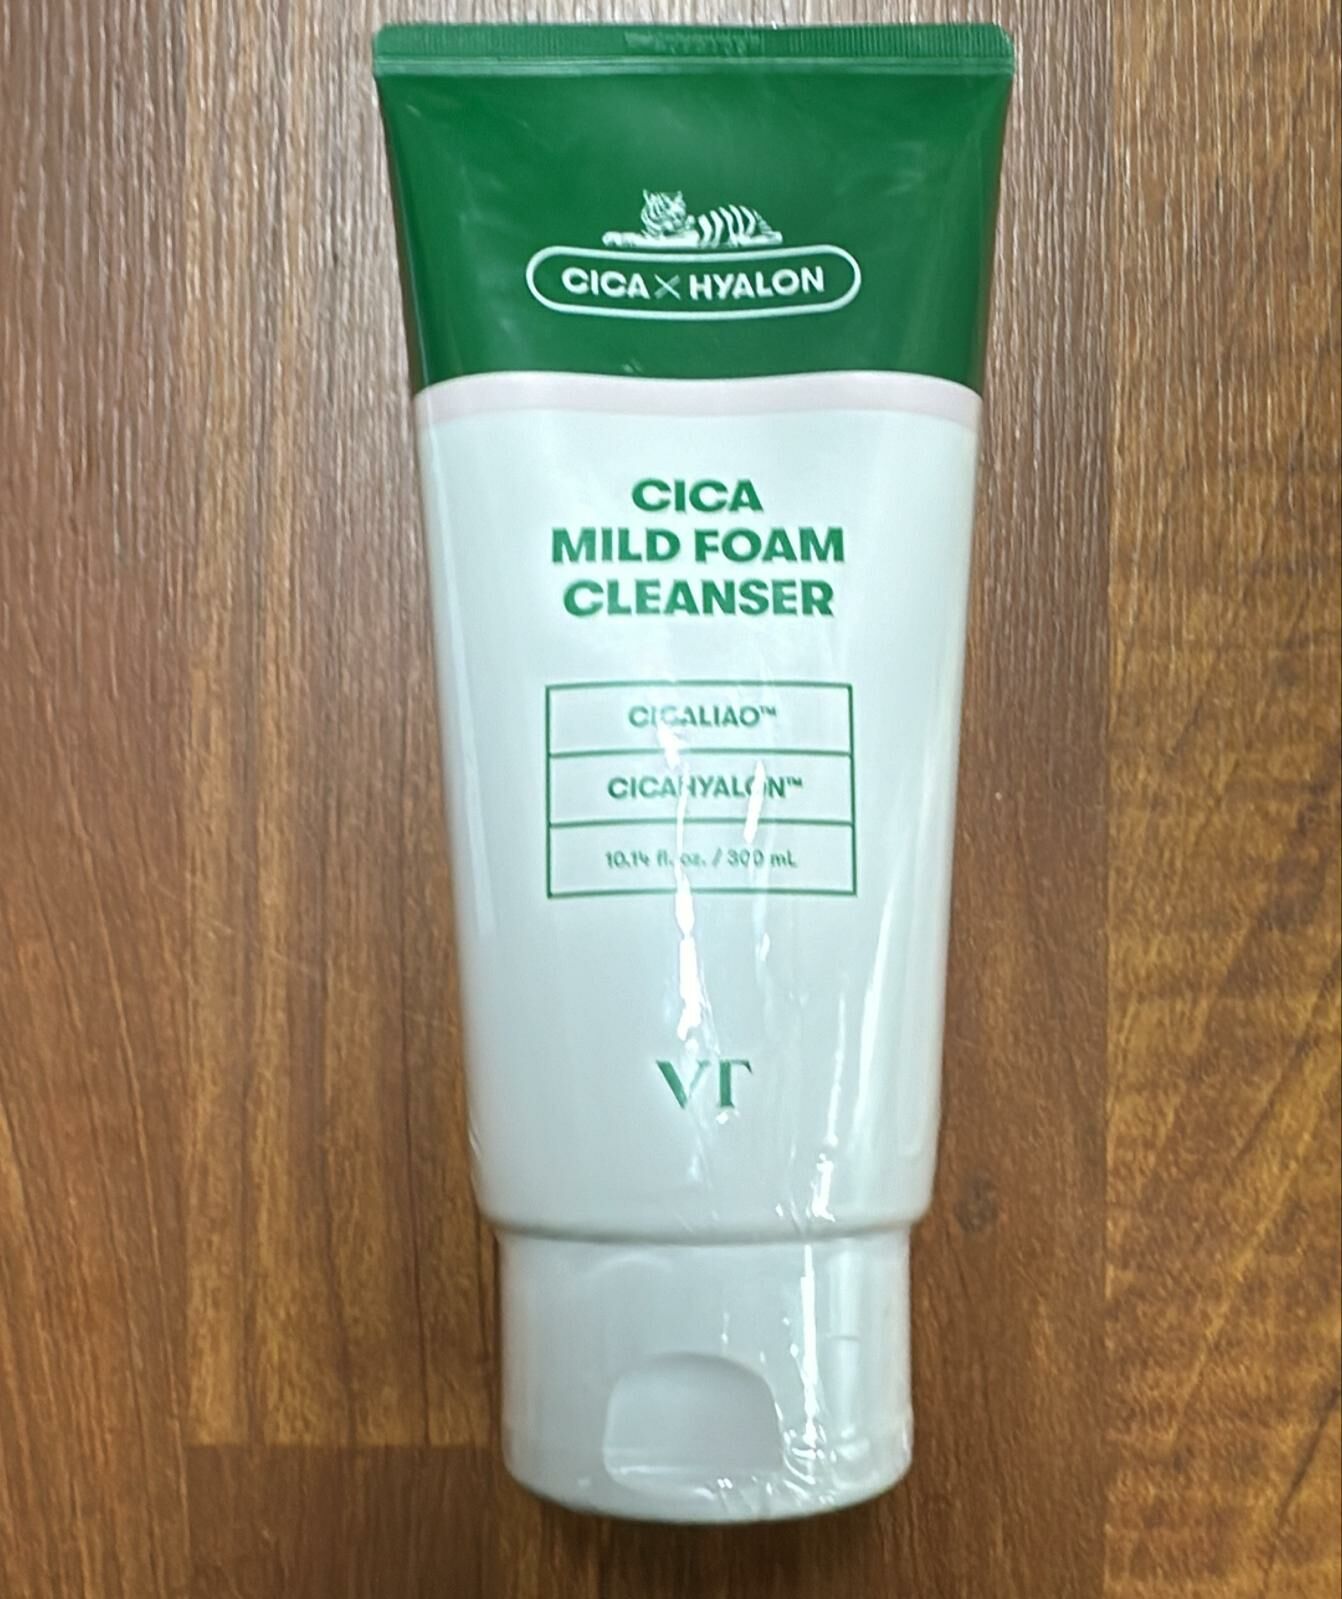 CICA X HYALON
CICA
MILD FOAM
CLEANSER
CICALIAO™
CICAHYALON™
10.14 fl. oz. / 300 mL
VT